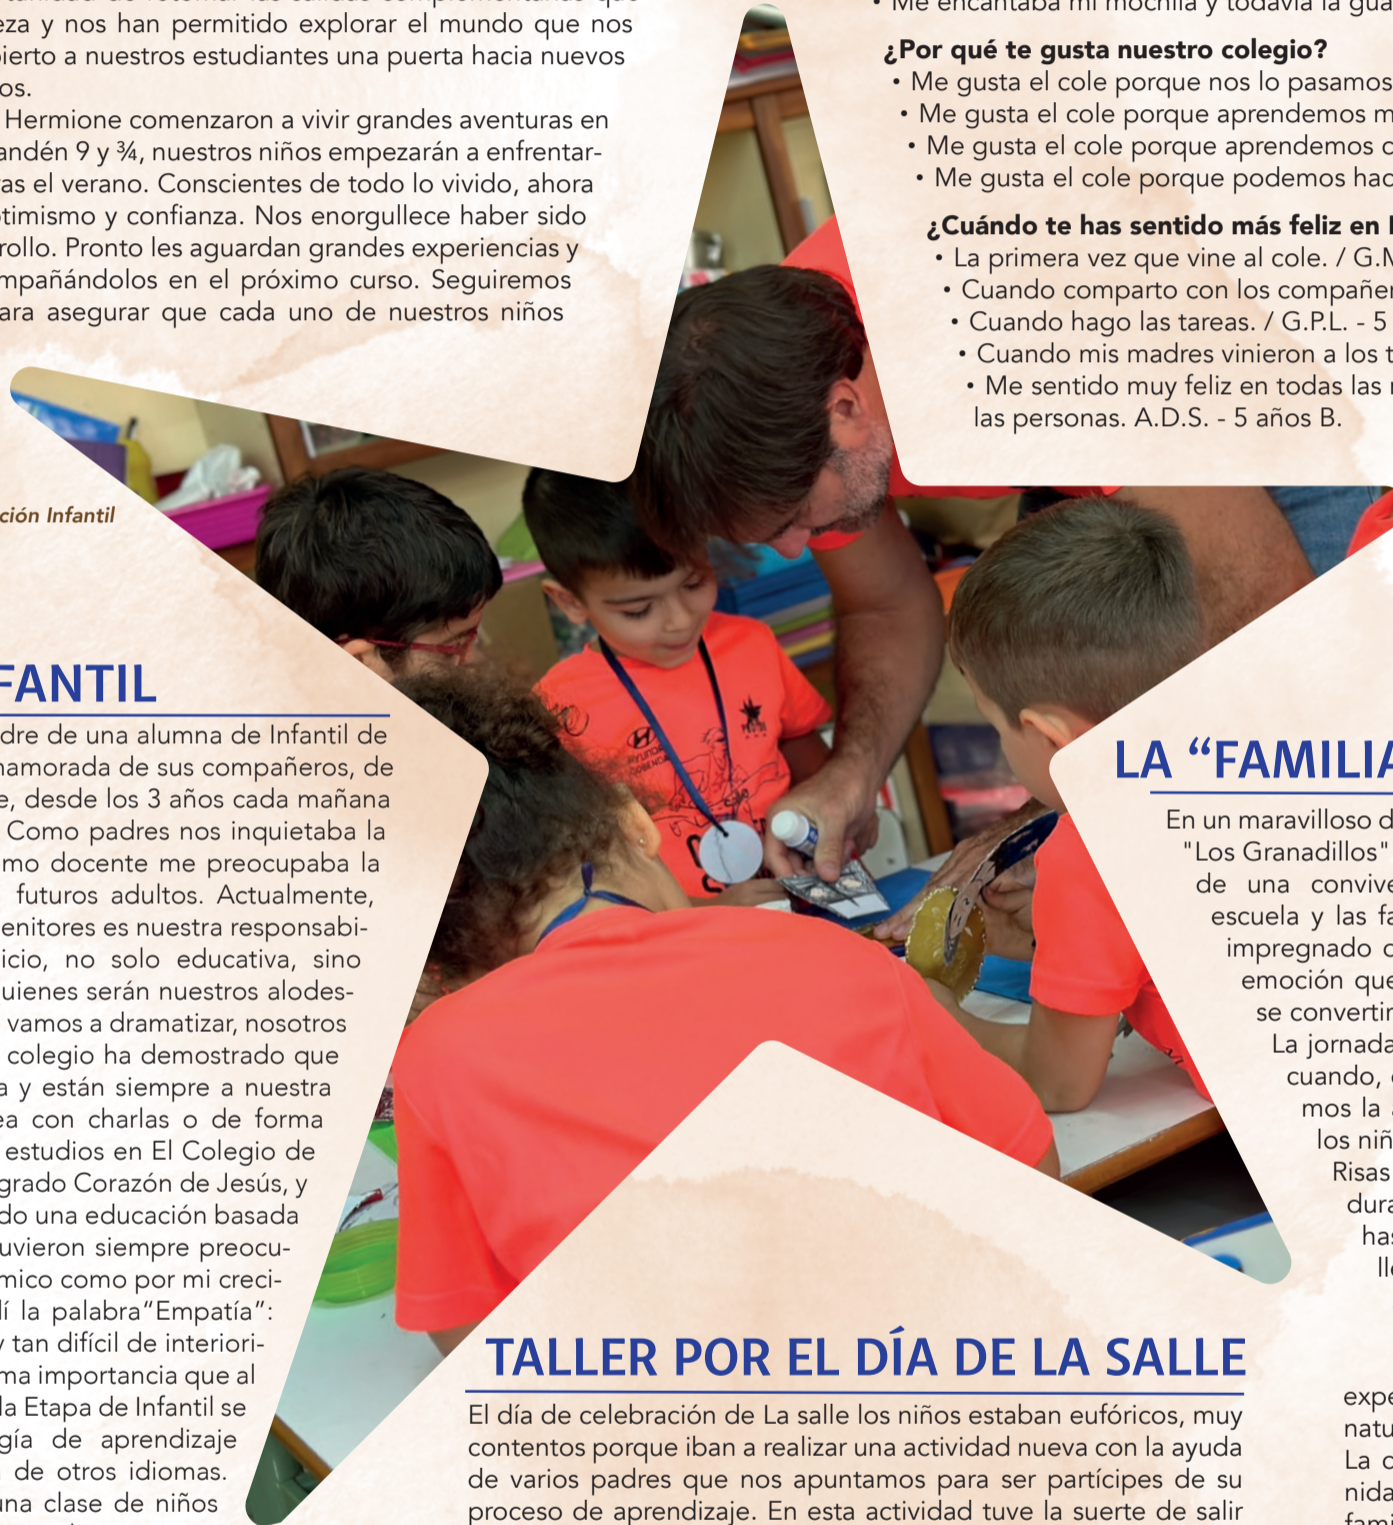 eza y nos han permitido explorar el mundo que nos
bierto a nuestros estudiantes una puerta hacia nuevos
os.
Hermione comenzaron a vivir grandes aventuras en
andén 9 y ¾, nuestros niños empezarán a enfrentar-
as el verano. Conscientes de todo lo vivido, ahora
ptimismo y confianza. Nos enorgullece haber sido
rrollo. Pronto les aguardan grandes experiencias y
mpañándolos en el próximo curso. Seguiremos
ara asegurar que cada uno de nuestros niños
ción Infantil
• Me encantaba mi mochila y todavía la gua
¿Por qué te gusta nuestro colegio?
• Me gusta el cole porque nos lo pasamos
• Me gusta el cole porque aprendemos m
• Me gusta el cole porque aprendemos c
• Me gusta el cole porque podemos hac
¿Cuándo te has sentido más feliz en
• La primera vez que vine al cole. / G.M
• Cuando comparto con los compañer
• Cuando hago las tareas. / G.P.L. - 5
• Cuando mis madres vinieron a los t
• Me sentido muy feliz en todas las
las personas. A.D.S. - 5 años B.
FANTIL
dre de una alumna de Infantil de
namorada de sus compañeros, de
e, desde los 3 años cada mañana
Como padres nos inquietaba la
mo docente me preocupaba la
futuros adultos. Actualmente,
enitores es nuestra responsabi-
icio, no solo educativa, sino
uienes serán nuestros alodes-
vamos a dramatizar, nosotros
colegio ha demostrado que
a y están siempre a nuestra
ea con charlas o de forma
estudios en El Colegio de
grado Corazón de Jesús, y
do una educación basada
uvieron siempre preocu-
mico como por mi creci-
lí la palabra“Empatía”:
y tan difícil de interiori-
ma importancia que al
la Etapa de Infantil se
gía de aprendizaje
de otros idiomas.
una clase de niños
HYUNDAI
TALLER POR EL DÍA DE LA SALLE
El día de celebración de La salle los niños estaban eufóricos, muy
contentos porque iban a realizar una actividad nueva con la ayuda
de varios padres que nos apuntamos para ser partícipes de su
proceso de aprendizaje. En esta actividad tuve la suerte de salir
LA “FAMILIA
En un maravilloso d
"Los Granadillos"
de una convive
escuela y las fa
impregnado
emoción que
se convertir
La jornada
cuando,
mos la
los niñ
Risas
dura
has
lle
expe
natu
La c
nida